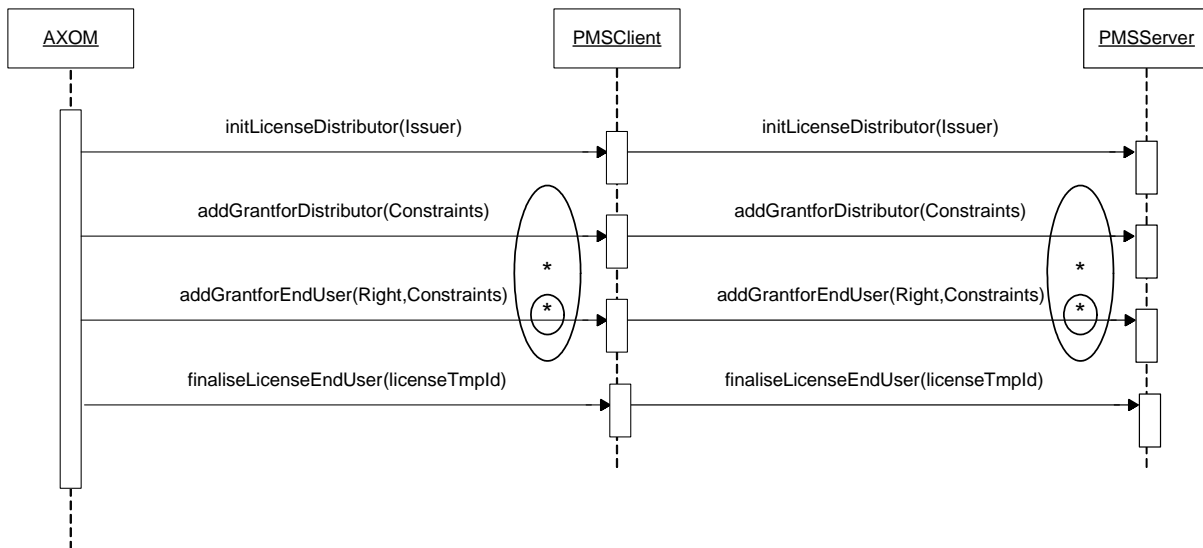 AXOM
PMSClient
PMSServer
initLicenseDistributor(Issuer)
initLicenseDistributor(Issuer)
addGrantforDistributor(Constraints)
addGrantforDistributor(Constraints)
*
*
addGrantforEndUser(Right,Constraints)
*
addGrantforEndUser(Right,Constraints)
*
finaliseLicenseEndUser(licenseTmpId)
finaliseLicenseEndUser(licenseTmpId)